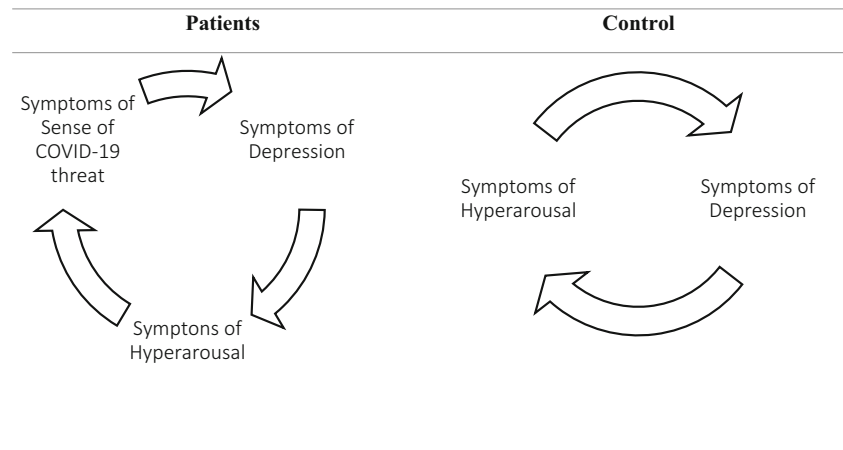 Patients
Control
Symptoms of
Sense of
COVID-19
threat
Symptoms of
Depression
Symptons of
Hyperarousal
Symptoms of
Hyperarousal
Symptoms of
Depression